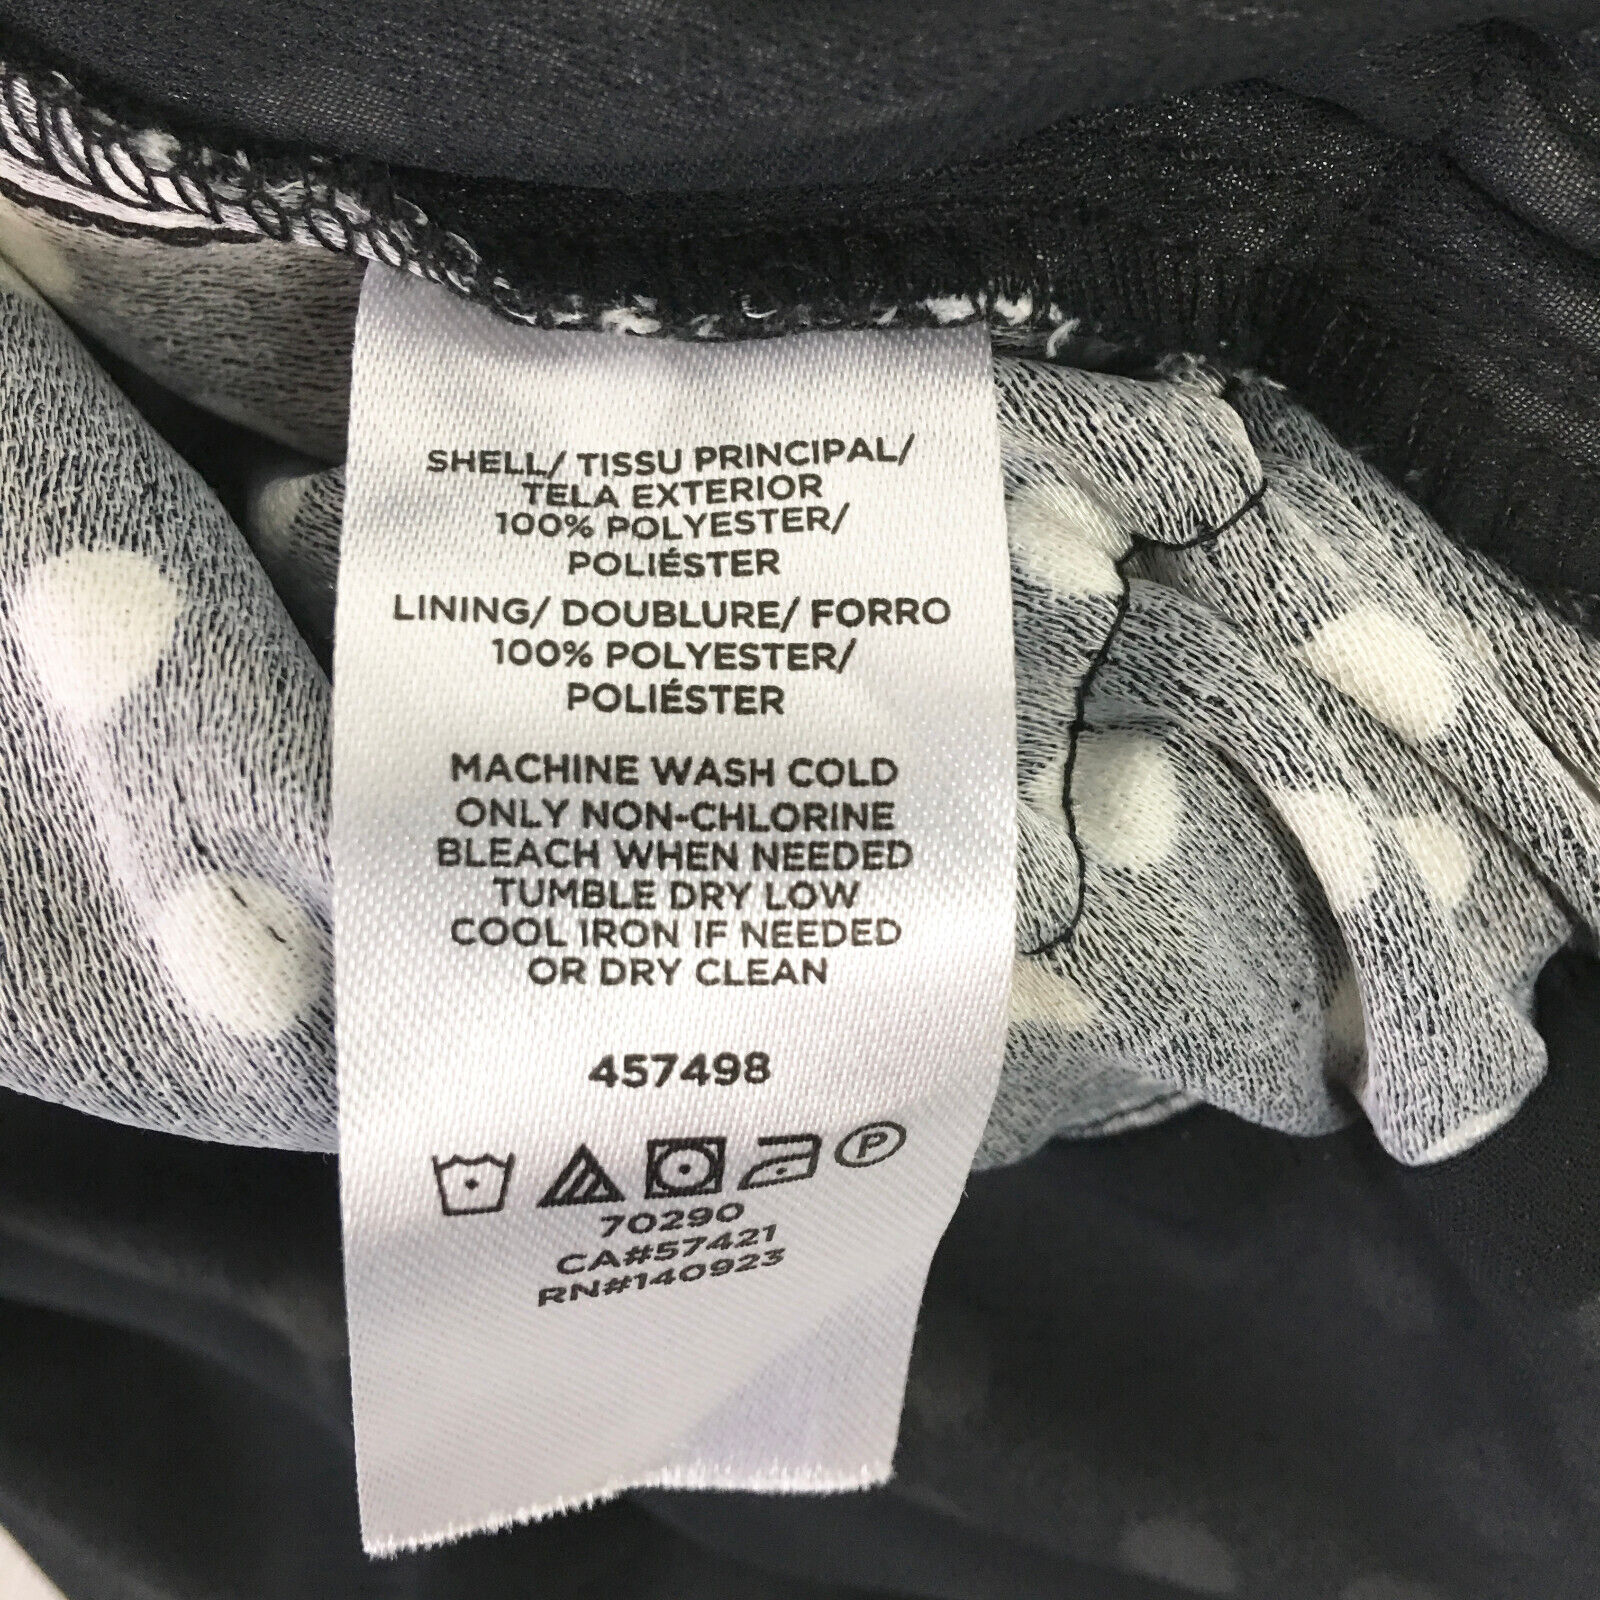 SHELL/ TISSU PRINCIPAL/
TELA EXTERIOR
100% POLYESTER/
POLIÉSTER
LINING/ DOUBLURE/ FORRO
100% POLYESTER/
POLIÉSTER
MACHINE WASH COLD
ONLY NON-CHLORINE
BLEACH WHEN NEEDED
TUMBLE DRY LOW
COOL IRON IF NEEDED
OR DRY CLEAN
457498
P
70290
CA#57421
RN#140923